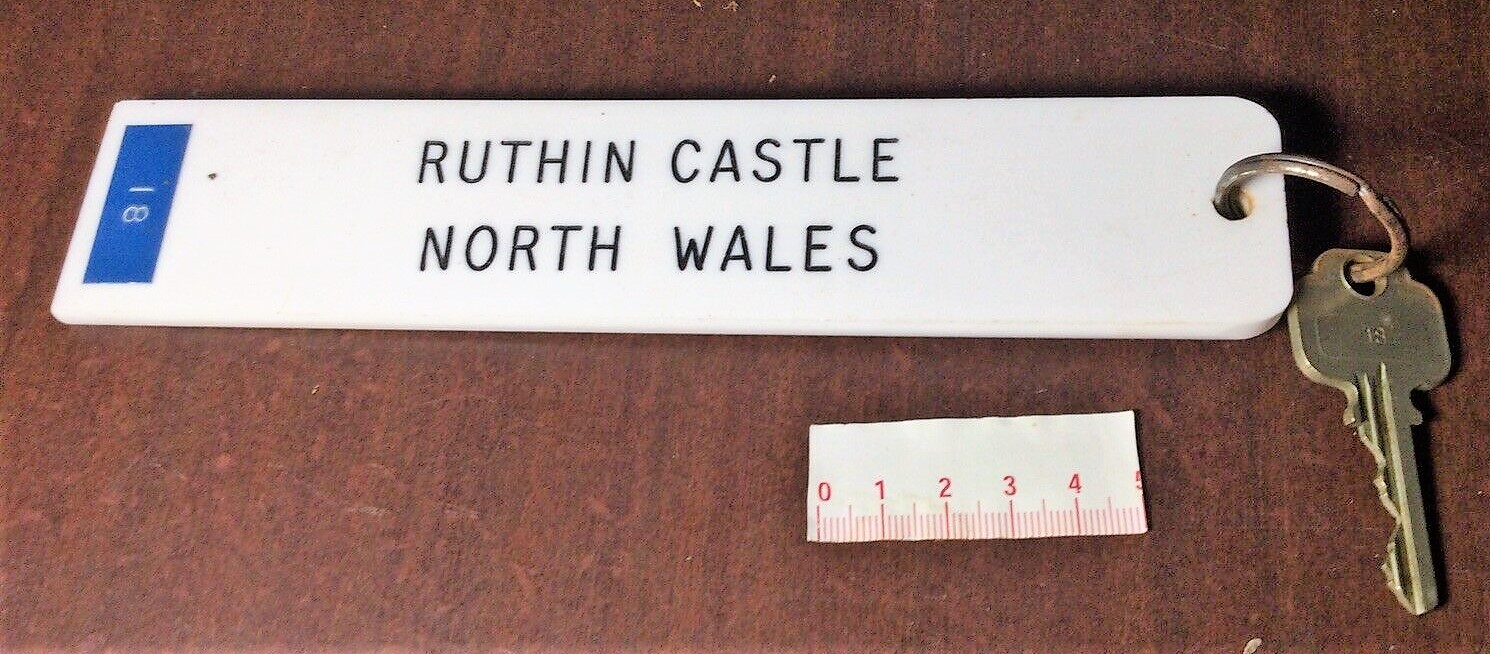 18
RUTHIN CASTLE
NORTH WALES
18
0 1 2 3 4 5